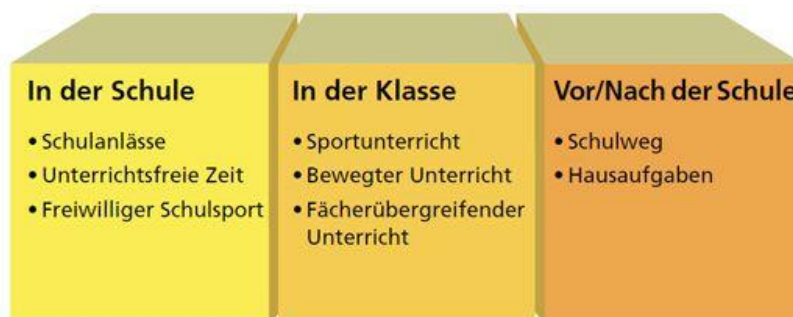 In der Schule
• Schulanlässe
• Unterrichtsfreie Zeit
• Freiwilliger Schulsport
In der Klasse
• Sportunterricht
• Bewegter Unterricht
• Fächerübergreifender
Unterricht
Vor/Nach der Schule
• Schulweg
• Hausaufgaben